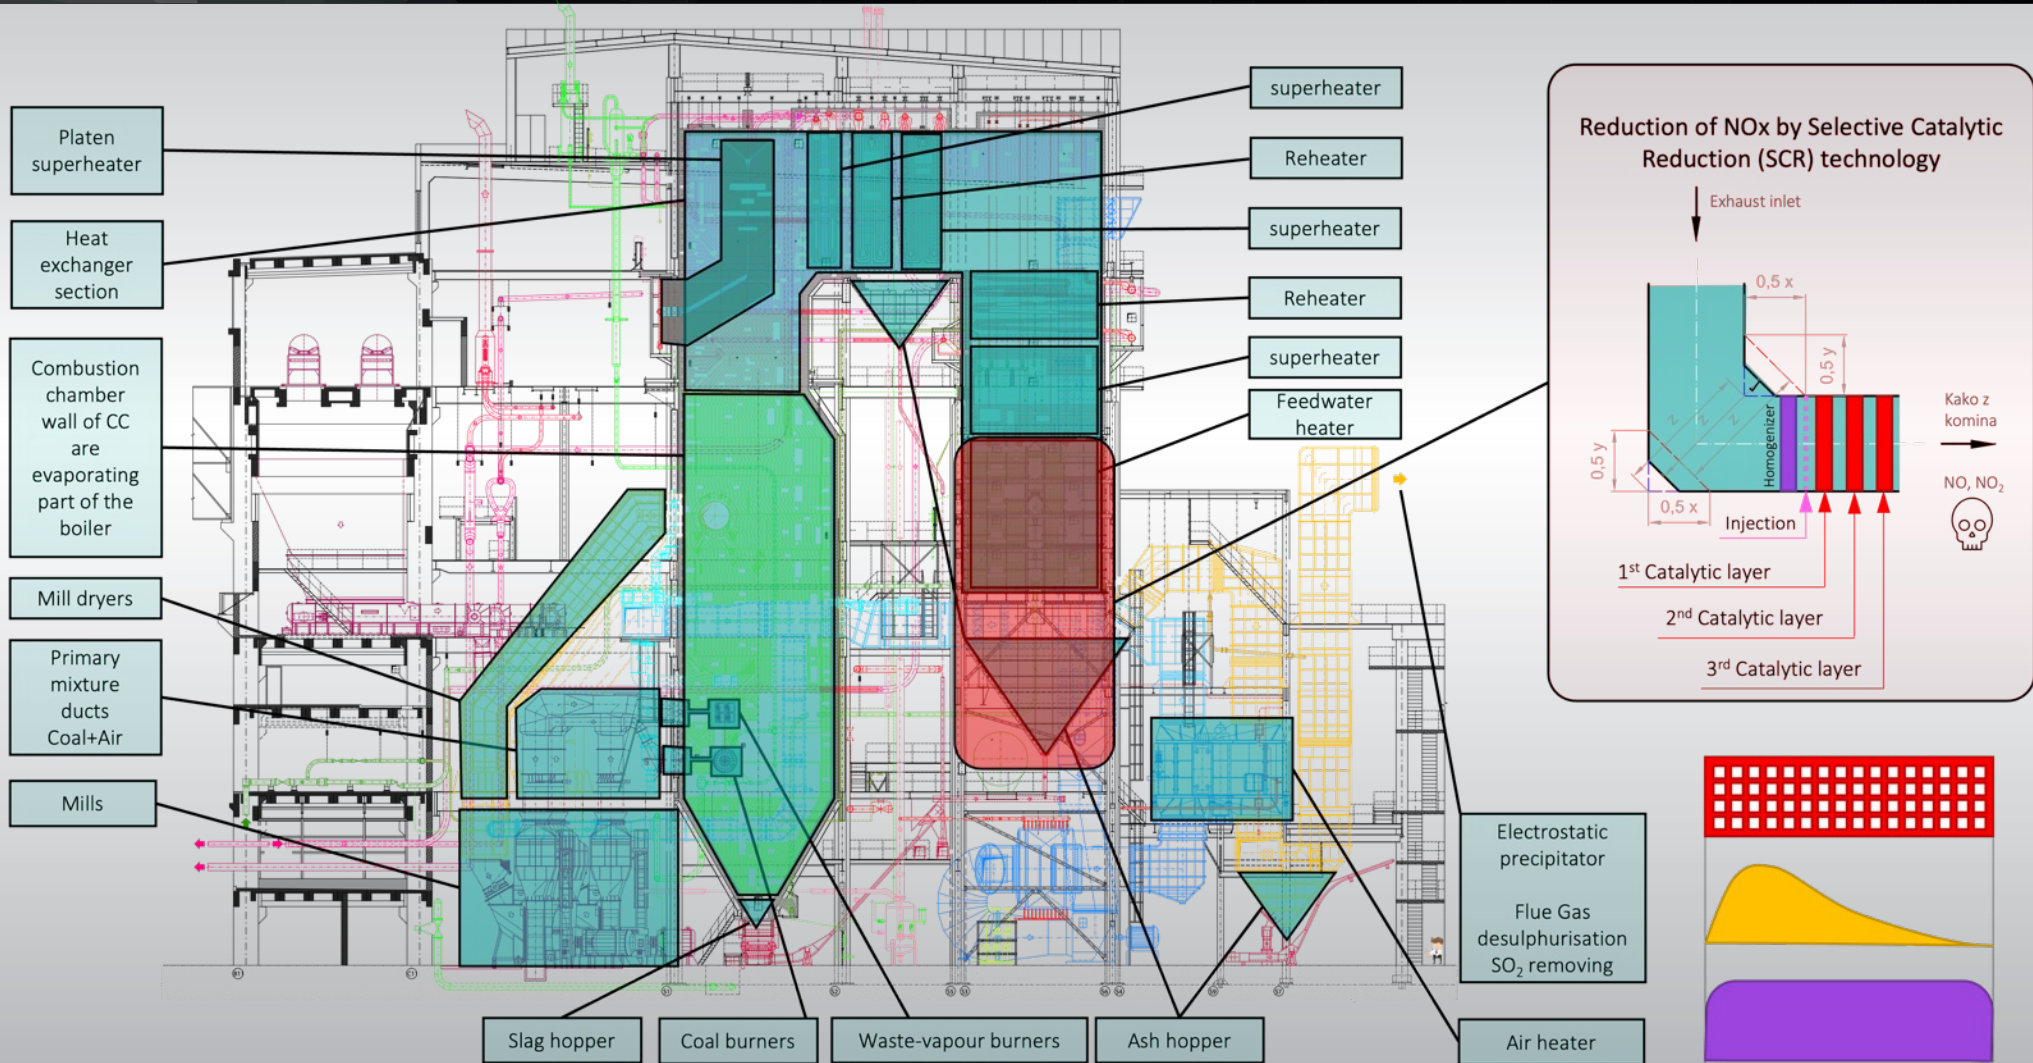 Platen
superheater
Heat
exchanger
section
Combustion
chamber
wall of CC
are
evaporating
part of the
boiler
Mill dryers
Primary
mixture
ducts
Coal+Air
Mills
superheater
Reheater
superheater
Reheater
superheater
Feedwater
heater
Slag hopper
Coal burners
Waste-vapour burners
Ash hopper
Air heater
Electrostatic
precipitator
Flue Gas
desulphurisation
SO₂ removing
Reduction of NOx by Selective Catalytic
Reduction (SCR) technology
Exhaust inlet
0,5 x
0,5 y
z
z
z
Homogenizer
Kako z
komina
NO, NO₂
0,5 y
0,5 x
Injection
1st Catalytic layer
2nd Catalytic layer
3rd Catalytic layer